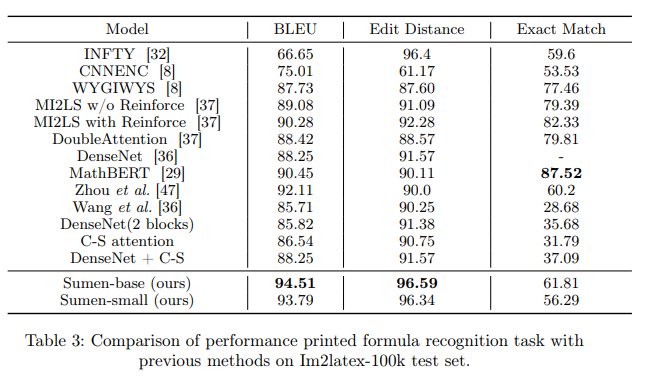 Model BLEU Edit Distance Exact Match
INFTY [32] 66.65 96.4 59.6
CNNENC [8] 75.01 61.17 53.53
WYGIWYS [8] 87.73 87.60 77.46
MI2LS w/o Reinforce [37] 89.08 91.09 79.39
MI2LS with Reinforce [37] 90.28 92.28 82.33
DoubleAttention [37] 88.42 88.57 79.81
DenseNet [36] 88.25 91.57 -
MathBERT [29] 90.45 90.11 87.52
Zhou et al. [47] 92.11 90.0 60.2
Wang et al. [36] 85.71 90.25 28.68
DenseNet(2 blocks) 85.82 91.38 35.68
C-S attention 86.54 90.75 31.79
DenseNet + C-S 88.25 91.57 37.09
Sumen-base (ours) 94.51 96.59 61.81
Sumen-small (ours) 93.79 96.34 56.29
Table 3: Comparison of performance printed formula recognition task with
previous methods on Im2latex-100k test set.